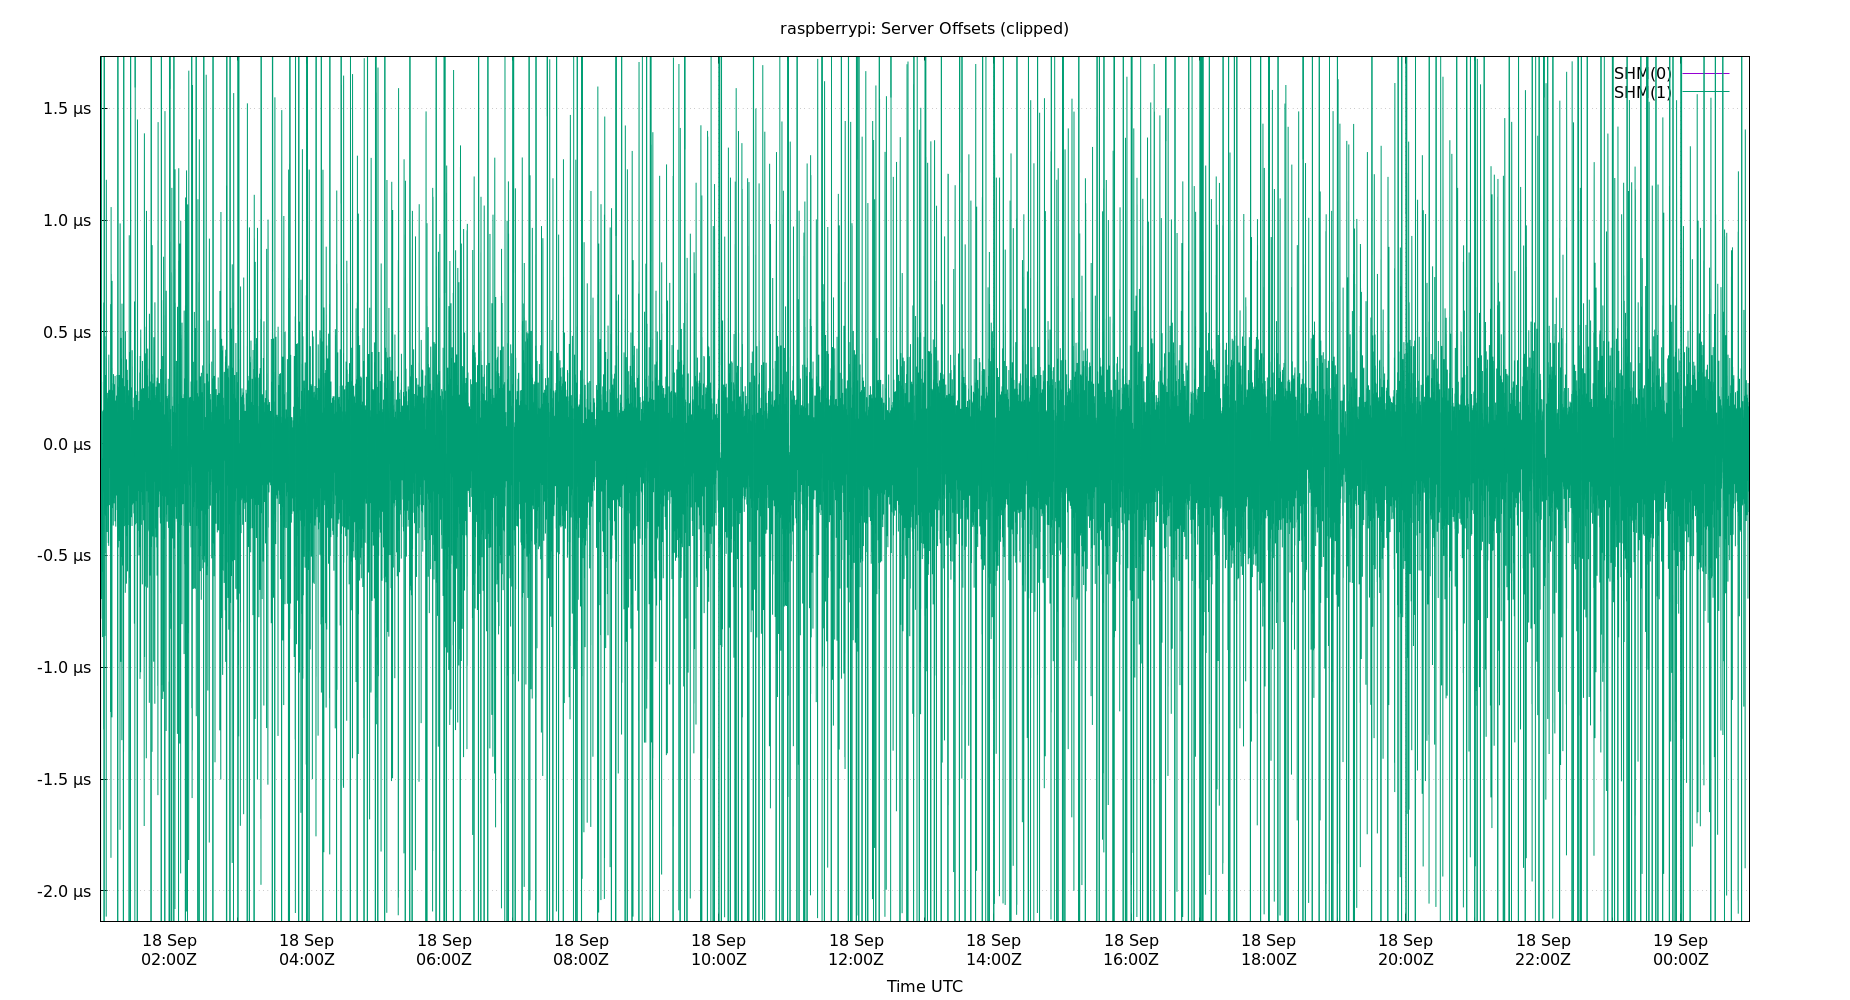 raspberrypi: Server Offsets (clipped)
SHM(0)
SHM(1)
1.5 μs
1.0 μs
0.5 μs
0.0 μs
-0.5 μs
-1.0 μs
-1.5 μs
-2.0 μs
18 Sep 18 Sep 18 Sep 18 Sep 18 Sep 18 Sep 18 Sep 18 Sep 18 Sep 18 Sep 18 Sep 19 Sep
02:00Z 04:00Z 06:00Z 08:00Z 10:00Z 12:00Z 14:00Z 16:00Z 18:00Z 20:00Z 22:00Z 00:00Z
Time UTC